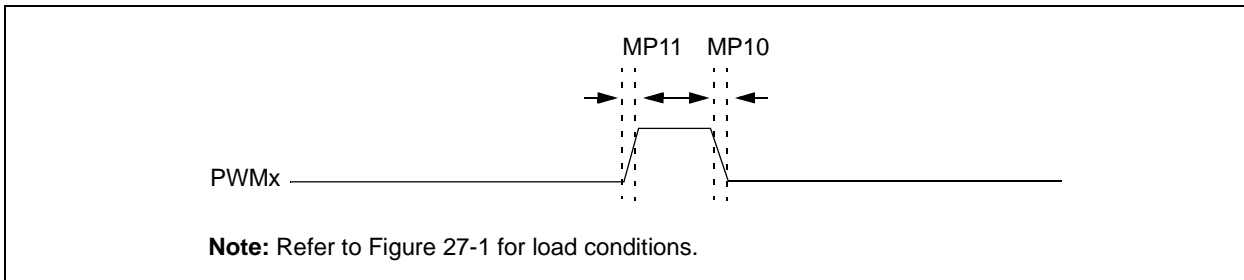 MP11 MP10
PWMx
Note: Refer to Figure 27-1 for load conditions.